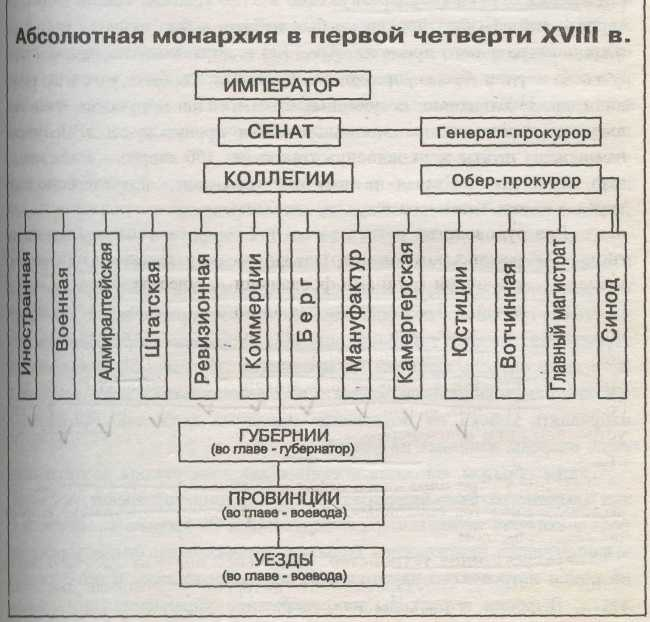 Абсолютная монархия в первой четверти XVIII в.
ИМПЕРАТОР
СЕНАТ
Генерал-прокурор
КОЛЛЕГИИ
Обер-прокурор
Иностранная
Военная
Адмиралтейская
Штатская
Ревизионная
Коммерции
Бергт
Мануфактур
Камергерская
Юстиции
Вотчинная
Главный магистрат
Синод
ГУБЕРНИИ
(во главе - губернатор)
ПРОВИНЦИИ
(во главе - воевода)
УЕЗДЫ
(во главе - воевода)